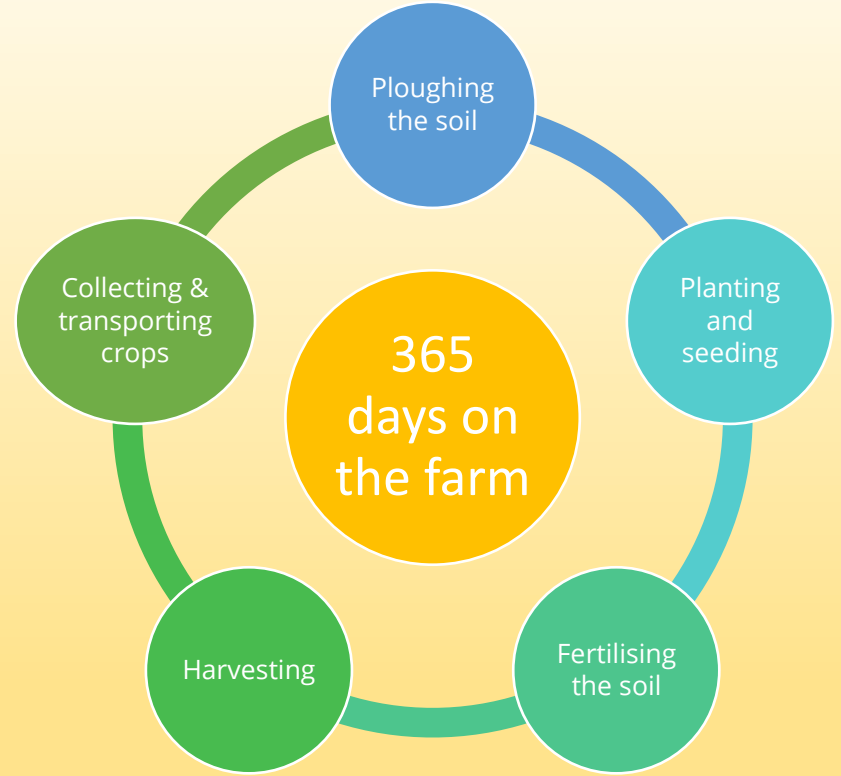 Ploughing
the soil
Planting
and
seeding
Fertilising
the soil
Harvesting
Collecting &
transporting
crops
365
days on
the farm